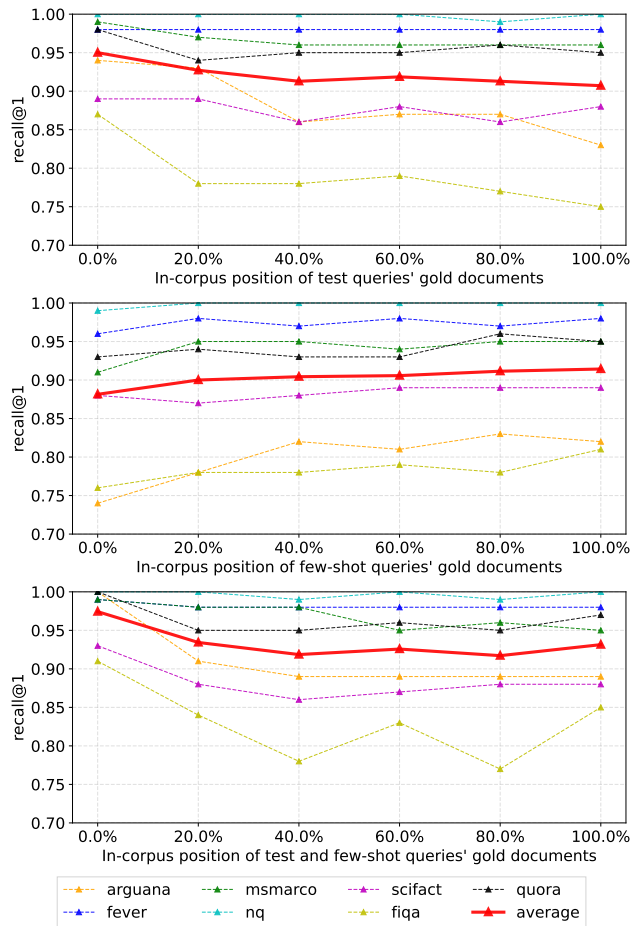 1.00
0.95
0.90
0.85
0.80
0.75
0.70
recall@1
0.0% 20.0% 40.0% 60.0% 80.0% 100.0%
In-corpus position of test queries' gold documents
1.00
0.95
0.90
0.85
0.80
0.75
0.70
recall@1
0.0% 20.0% 40.0% 60.0% 80.0% 100.0%
In-corpus position of few-shot queries' gold documents
1.00
0.95
0.90
0.85
0.80
0.75
0.70
recall@1
0.0% 20.0% 40.0% 60.0% 80.0% 100.0%
In-corpus position of test and few-shot queries' gold documents
arguana msmarco scifact quora
fever nq fiqa average